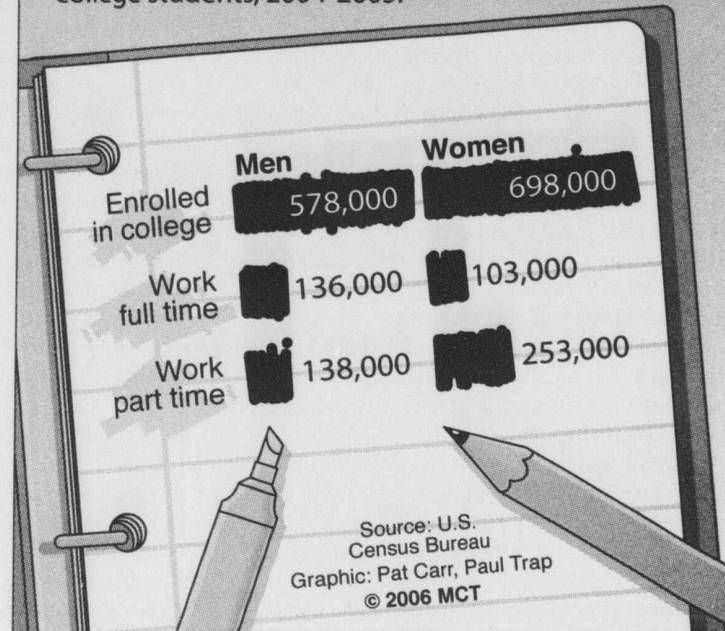 college students, 2004-2005:
Men Women
Enrolled
in college 578,000 698,000
Work
full time 136,000 103,000
Work
part time 138,000 253,000
Source: U.S.
Census Bureau
Graphic: Pat Carr, Paul Trap
© 2006 MCT